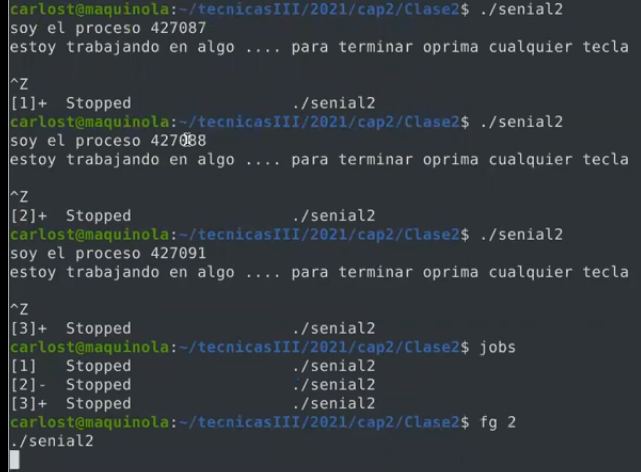 carlost@maquinola:~/tecnicasIII/2021/cap2/Clase2$ ./senial2
soy el proceso 427087
estoy trabajando en algo .... para terminar oprima cualquier tecla
^Z
[1]+  Stopped                 ./senial2
carlost@maquinola:~/tecnicasIII/2021/cap2/Clase2$ ./senial2
soy el proceso 427088
estoy trabajando en algo .... para terminar oprima cualquier tecla
^Z
[2]+  Stopped                 ./senial2
carlost@maquinola:~/tecnicasIII/2021/cap2/Clase2$ ./senial2
soy el proceso 427091
estoy trabajando en algo .... para terminar oprima cualquier tecla
^Z
[3]+  Stopped                 ./senial2
carlost@maquinola:~/tecnicasIII/2021/cap2/Clase2$ jobs
[1]   Stopped                 ./senial2
[2]-  Stopped                 ./senial2
[3]+  Stopped                 ./senial2
carlost@maquinola:~/tecnicasIII/2021/cap2/Clase2$ fg 2
./senial2